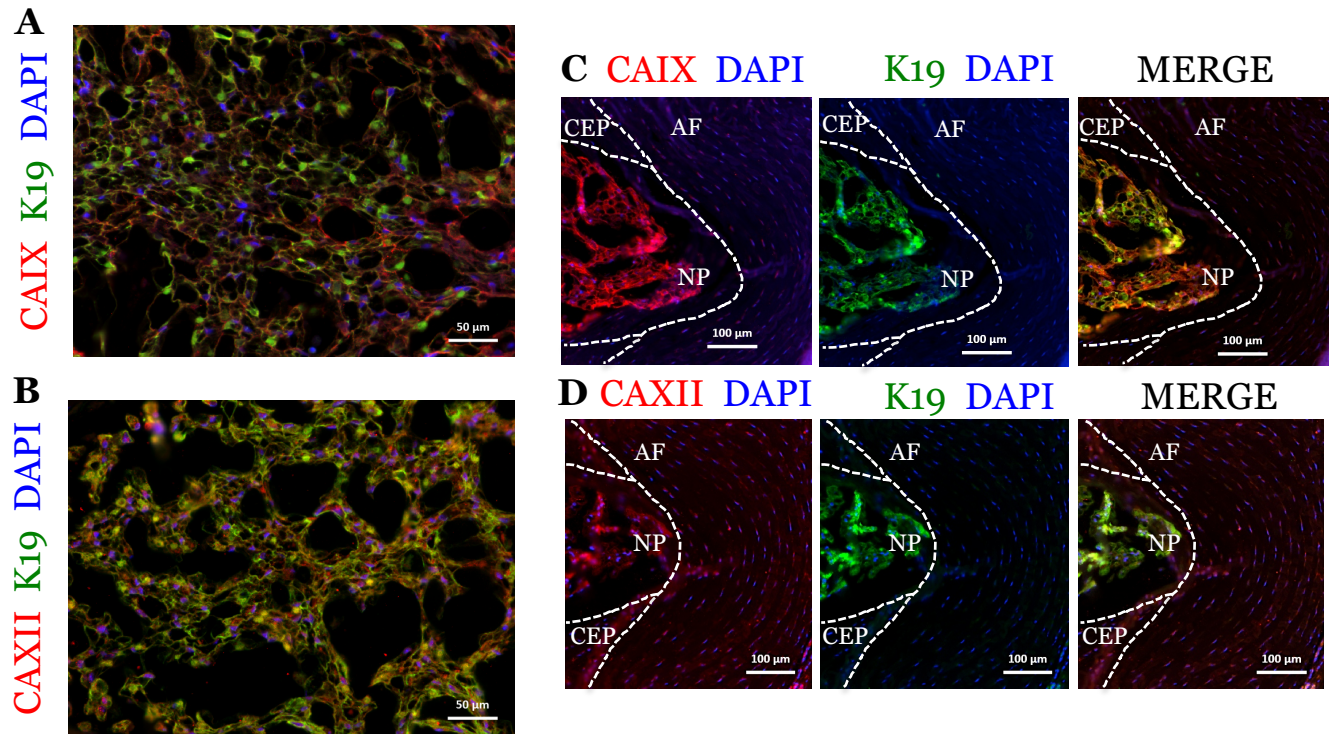 A
CAIX K19 DAPI
50 µm
B
CAXII K19 DAPI
50 µm
C CAIX DAPI K19 DAPI MERGE
CEP AF NP 100 µm
AF NP 100 µm
AF NP 100 µm
D CAXII DAPI K19 DAPI MERGE
AF NP CEP 100 µm
AF NP CEP 100 µm
AF NP CEP 100 µm